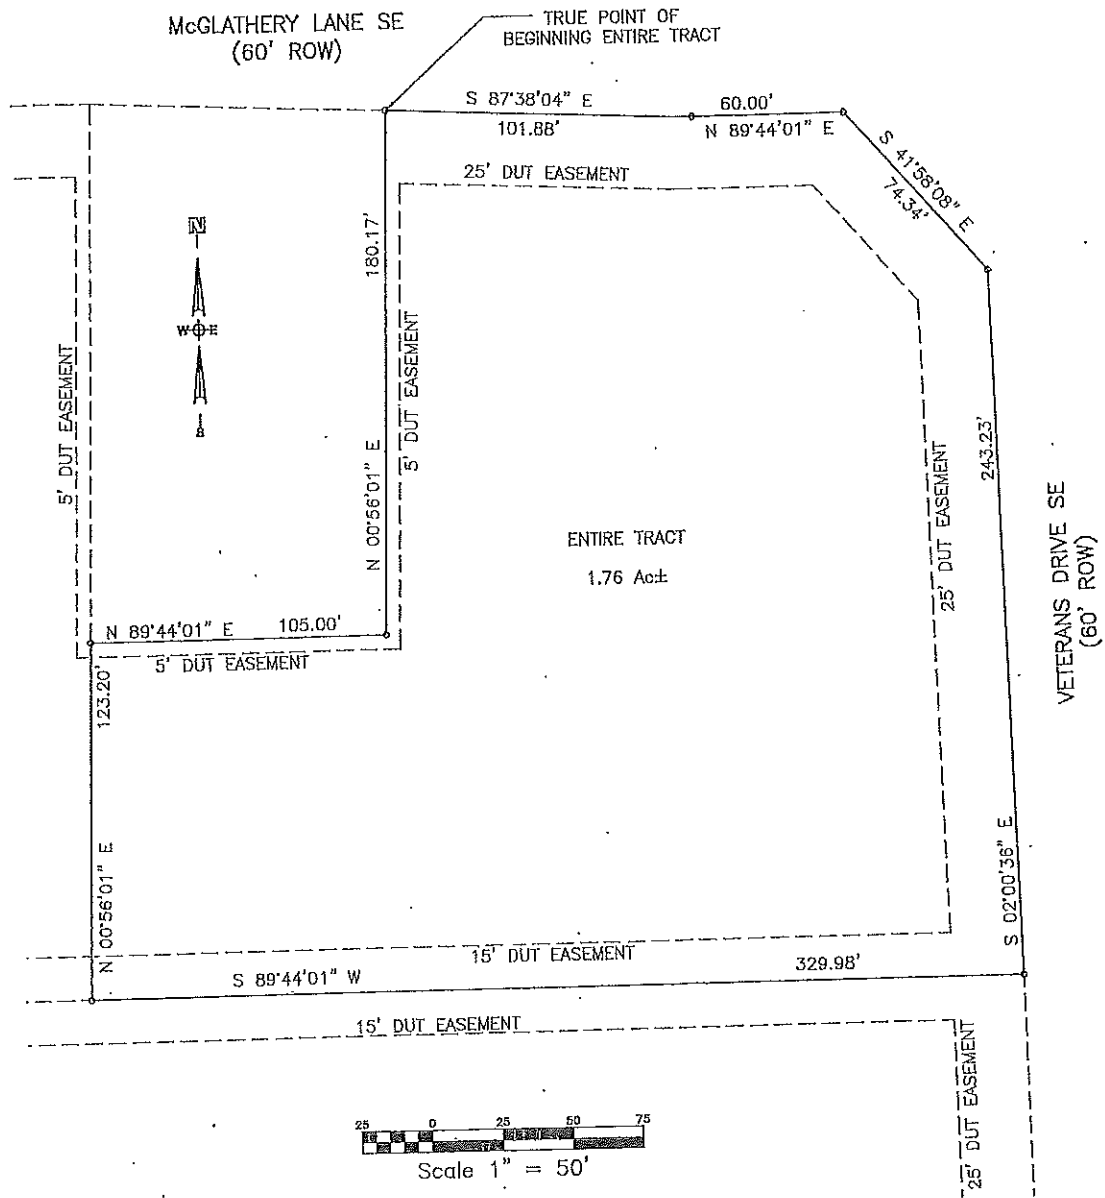 McGLATHERY LANE SE
(60' ROW)
TRUE POINT OF
BEGINNING ENTIRE TRACT
S 87°38'04" E
101.88'
60.00'
N 89°44'01" E
S 41°58'08" E
74.34'
25' DUT EASEMENT
180.17'
N
W E
5' DUT EASEMENT
5' DUT EASEMENT
N 00°56'01" E
243.23'
25' DUT EASEMENT
VETERANS DRIVE SE
(60' ROW)
ENTIRE TRACT
1.76 Ac±
N 89°44'01" E
105.00'
5' DUT EASEMENT
123.20'
N 00°56'01" E
S 02°00'36" E
15' DUT EASEMENT
S 89°44'01" W
329.98'
15' DUT EASEMENT
25' DUT EASEMENT
25 0 25 50 75
Scale 1" = 50'